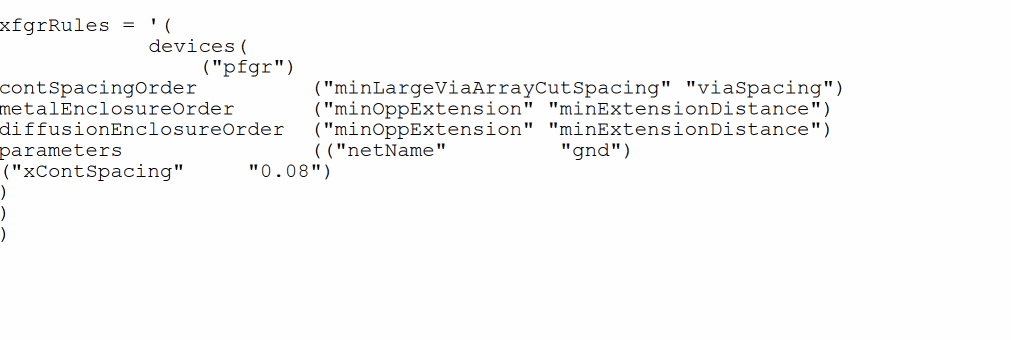 xfgrRules = '(
devices(
("pfgr")
contSpacingOrder ("minLargeViaArrayCutSpacing" "viaSpacing")
metalEnclosureOrder ("minOppExtension" "minExtensionDistance")
diffusionEnclosureOrder ("minOppExtension" "minExtensionDistance")
parameters (("netName" "gnd")
("xContSpacing" "0.08")
)
)
)